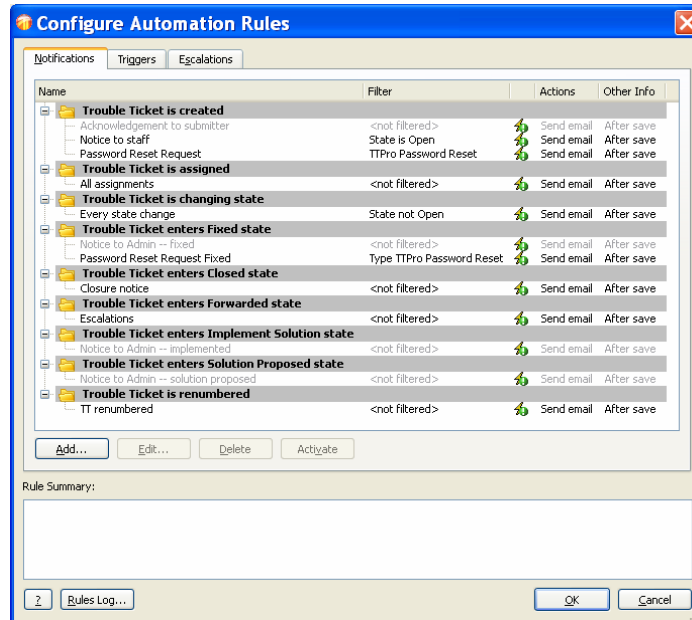 Configure Automation Rules
Notifications Triggers Escalations
Name Filter Actions Other Info
Trouble Ticket is created
Acknowledgement to submitter <not filtered> Send email After save
Notice to staff State is Open Send email After save
Password Reset Request TTPro Password Reset Send email After save
Trouble Ticket is assigned
All assignments <not filtered> Send email After save
Trouble Ticket is changing state
Every state change State not Open Send email After save
Trouble Ticket enters Fixed state
Notice to Admin -- fixed <not filtered> Send email After save
Password Reset Request Fixed Type TTPro Password Reset Send email After save
Trouble Ticket enters Closed state
Closure notice <not filtered> Send email After save
Trouble Ticket enters Forwarded state
Escalations <not filtered> Send email After save
Trouble Ticket enters Implement Solution state
Notice to Admin -- implemented <not filtered> Send email After save
Trouble Ticket enters Solution Proposed state
Notice to Admin -- solution proposed <not filtered> Send email After save
Trouble Ticket is renumbered
TT renumbered <not filtered> Send email After save
Add... Edit... Delete Activate
Rule Summary:
? Rules Log... OK Cancel